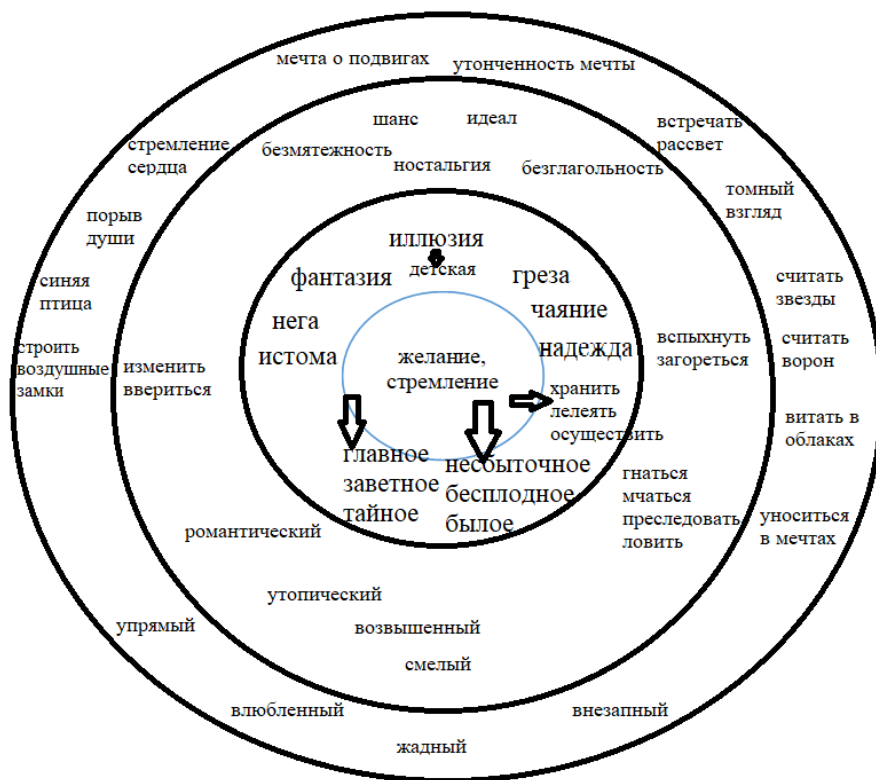 мечта о подвигах
утонченность мечты
шанс
идеал
встречать
рассвет
стремление
сердца
безмятежность
ностальгия
безглагольность
томный
взгляд
порыв
души
иллюзия
детская
фантазия
греза
синяя
птица
считать
звезды
нега
чаяние
истома
надежда
вспыхнуть
загореться
считать
ворон
строить
воздушные
замки
изменить
ввериться
желание,
стремление
хранить
лелеять
осуществить
витать в
облаках
главное
заветное
тайное
несбыточное
бесплодное
былое
гнаться
мчаться
преследовать
ловить
уноситься
в мечтах
романтический
утопический
упрямый
возвышенный
смелый
влюбленный
внезапный
жадный